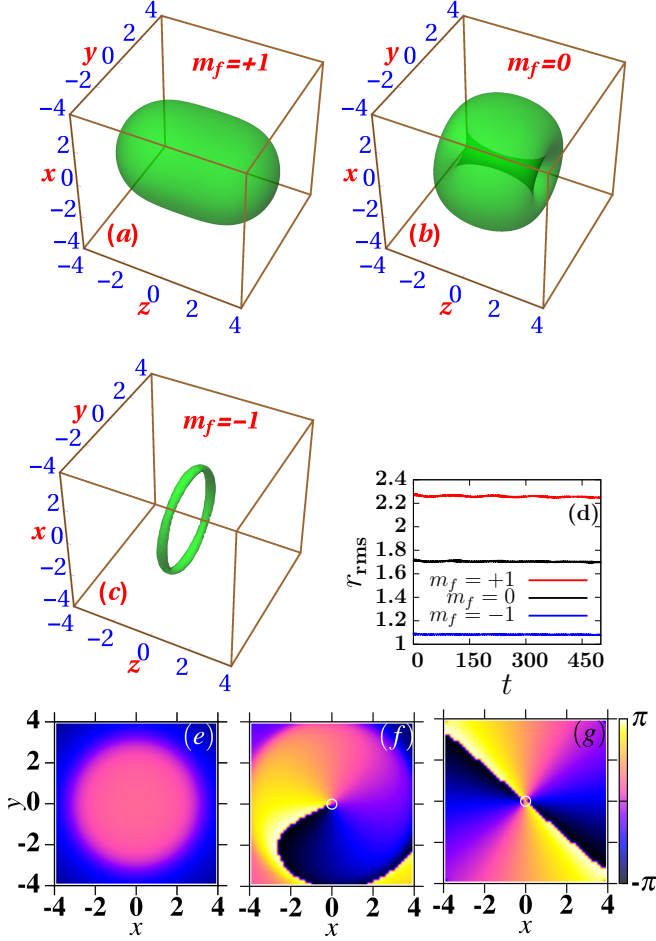 4
2
y 0
−2
−4
2
x 0
−2
−4
m_f=+1
(a)
−4
−2
0
z 2
4
4
2
y 0
−2
−4
2
x 0
−2
−4
m_f=0
(b)
−4
−2
0
z 2
4
4
2
y 0
−2
−4
2
x 0
−2
−4
m_f=−1
(c)
−4
−2
0
z 2
4
2.4
2.2
2
1.8
1.6
1.4
1.2
1
r_rms
(d)
m_f = +1
m_f = 0
m_f = −1
0 150 300 450
t
4
2
0
-2
-4
y
(e)
-4 -2 0 2 4
x
(f)
-4 -2 0 2 4
x
(g)
-4 -2 0 2 4
x
π
-π